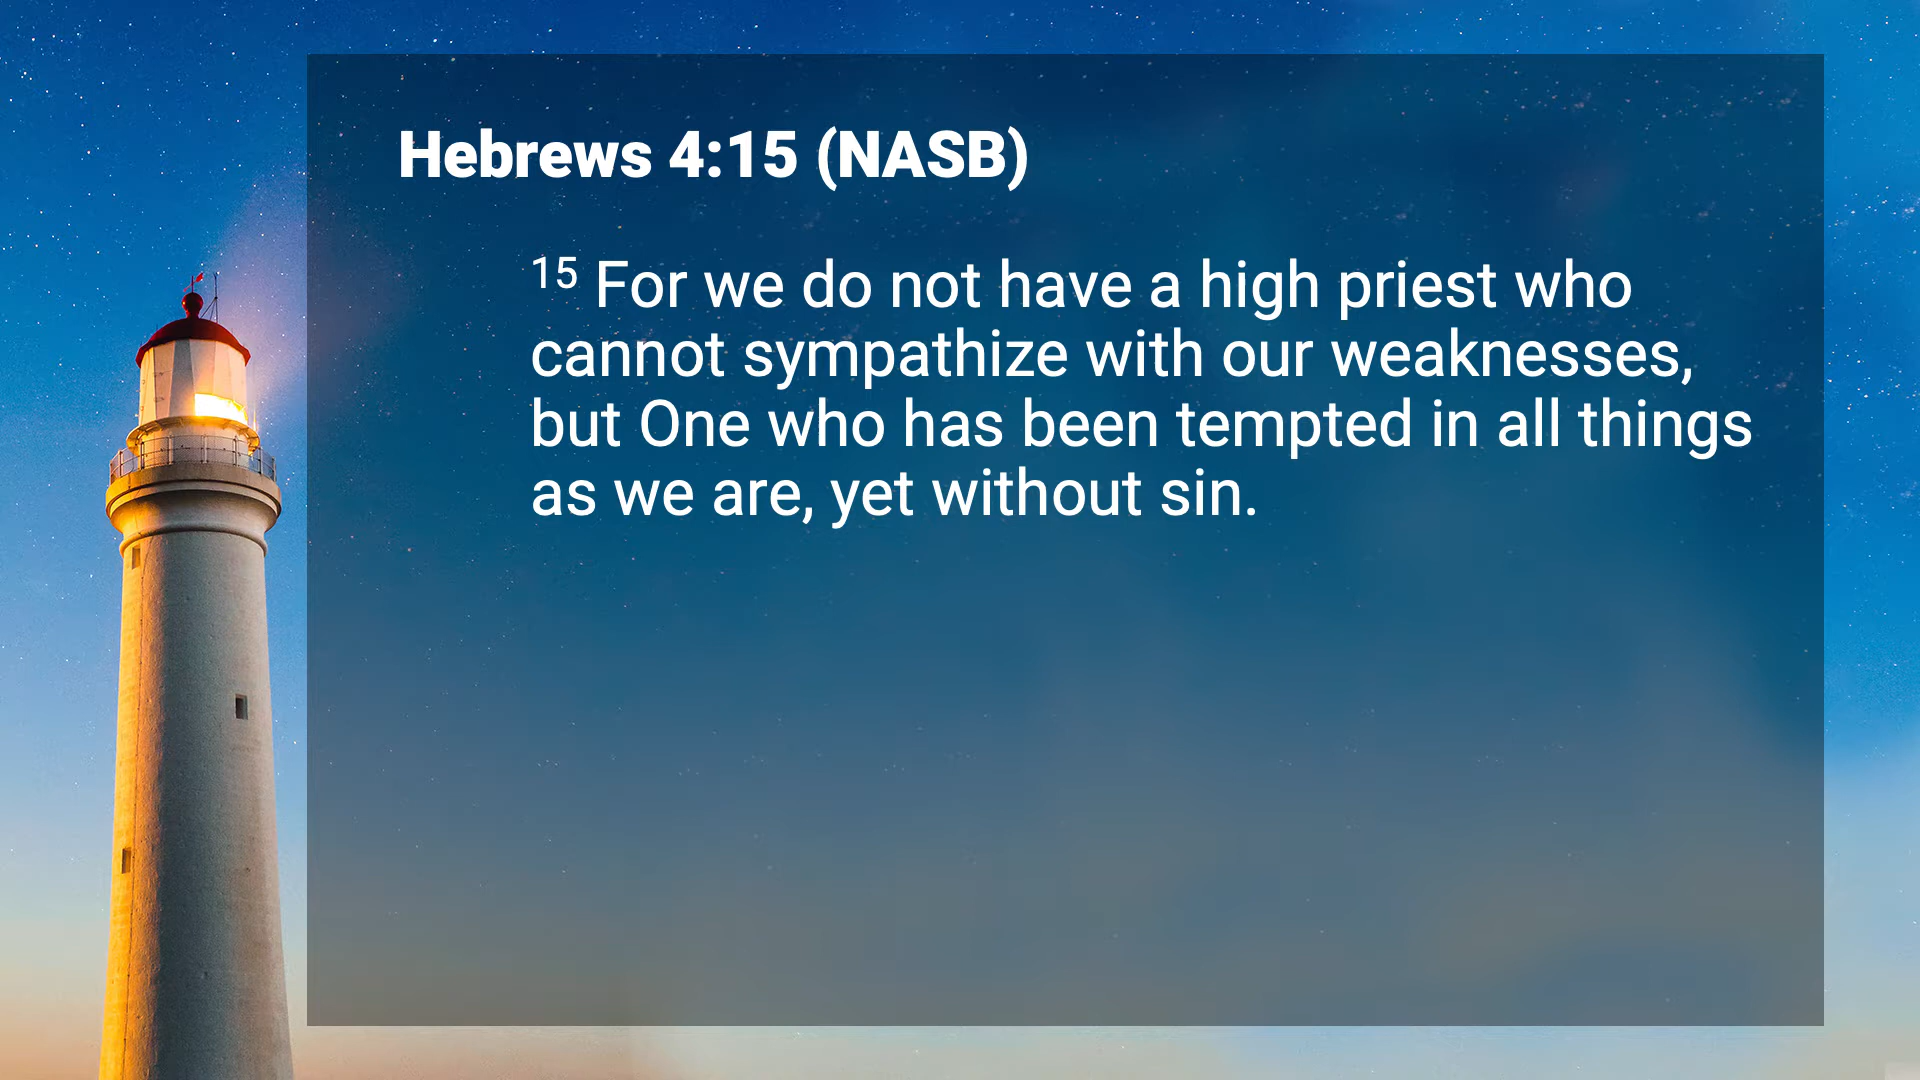 Hebrews 4:15 (NASB)
15 For we do not have a high priest who
cannot sympathize with our weaknesses,
but One who has been tempted in all things
as we are, yet without sin.